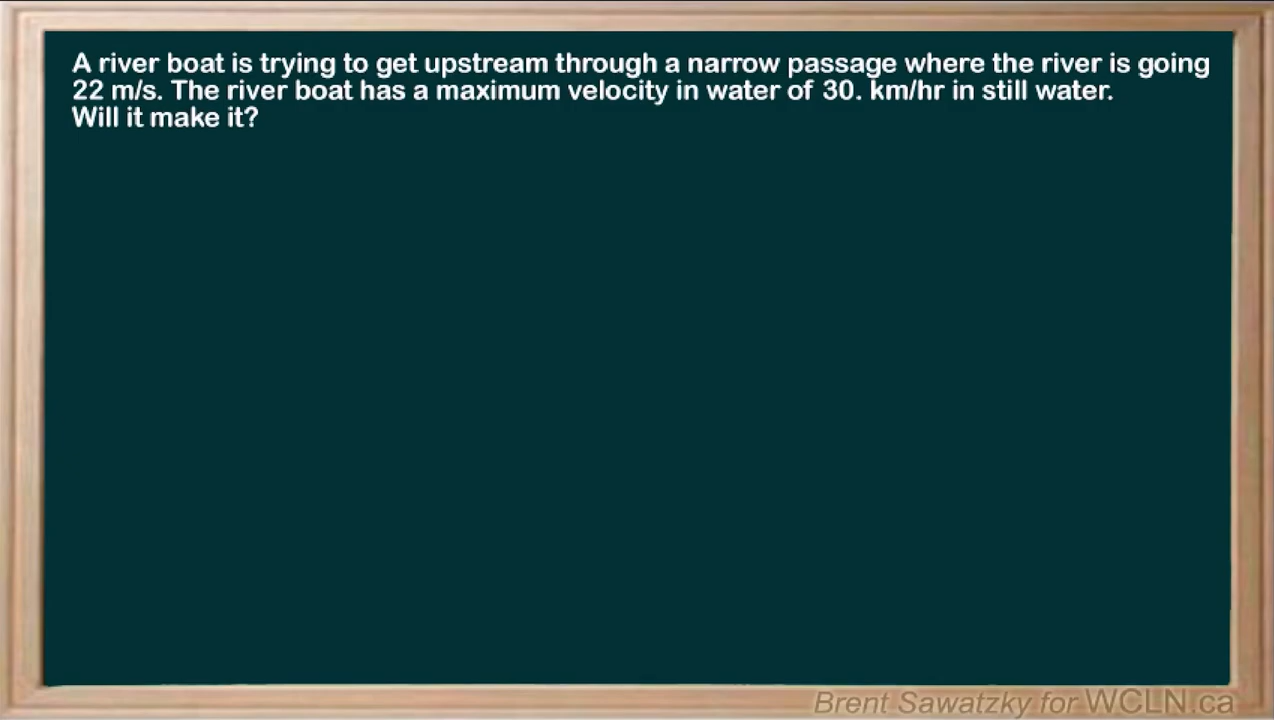 A river boat is trying to get upstream through a narrow passage where the river is going
22 m/s. The river boat has a maximum velocity in water of 30. km/hr in still water.
Will it make it?
Brent Sawatzky for WCLN.ca